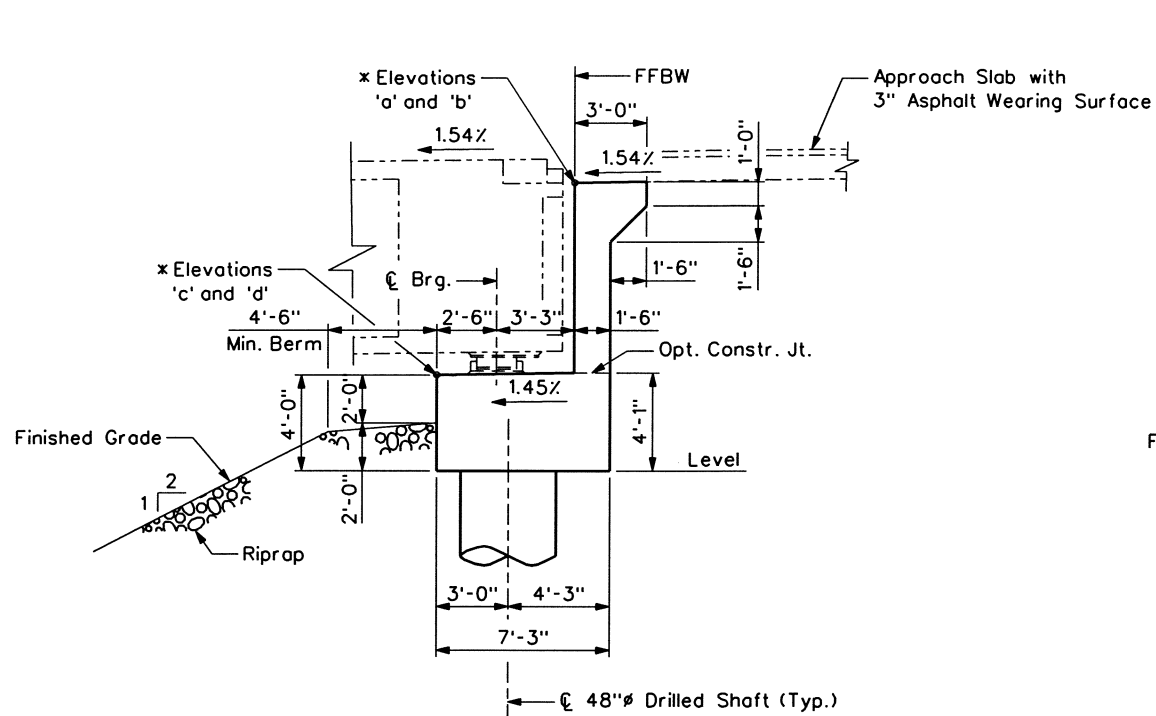 * Elevations
'a' and 'b'
FFBW
Approach Slab with
3" Asphalt Wearing Surface
3'-0"
1'-0"
1.54%
1.54%
* Elevations
'c' and 'd'
℄ Brg.
1'-6"
1'-6"
4'-6"
2'-6"
3'-3"
1'-6"
Min. Berm
Opt. Constr. Jt.
1.45%
4'-0"
2'-0"
4'-1"
Finished Grade
F
Level
2
1
2'-0"
Riprap
3'-0"
4'-3"
7'-3"
℄ 48"ø Drilled Shaft (Typ.)